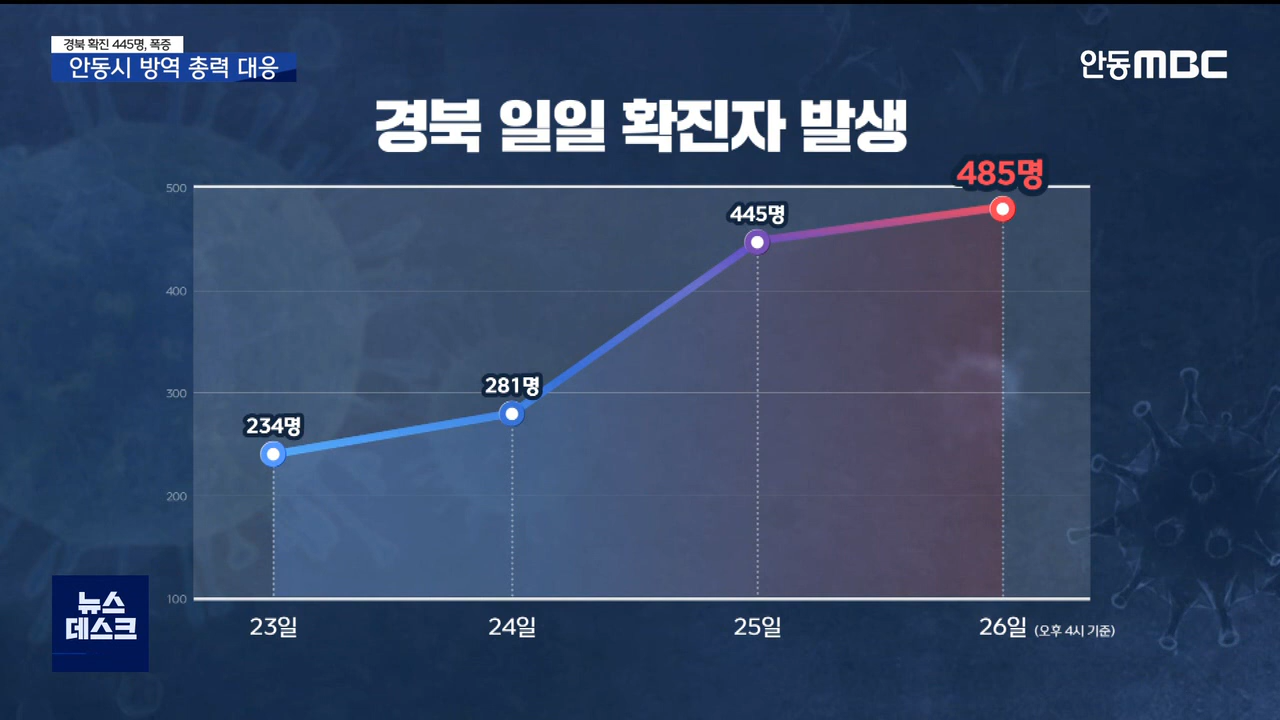 경북 확진 445명, 폭증
안동시 방역 총력 대응
안동MBC
경북 일일 확진자 발생
500
400
300
200
100
234명
281명
445명
485명
23일
24일
25일
26일 (오후 4시 기준)
뉴스
데스크